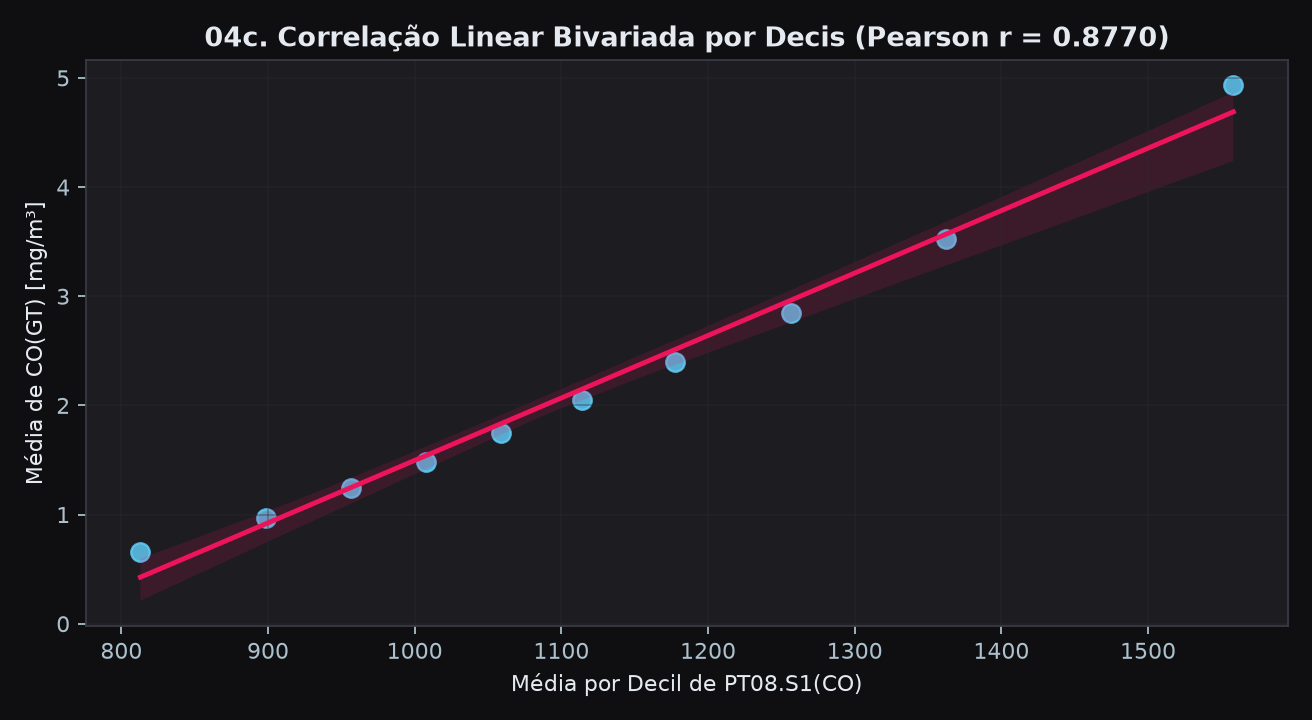 04c. Correlação Linear Bivariada por Decis (Pearson r = 0.8770)
Média de CO(GT) [mg/m³]
5
4
3
2
1
0
800 900 1000 1100 1200 1300 1400 1500
Média por Decil de PT08.S1(CO)